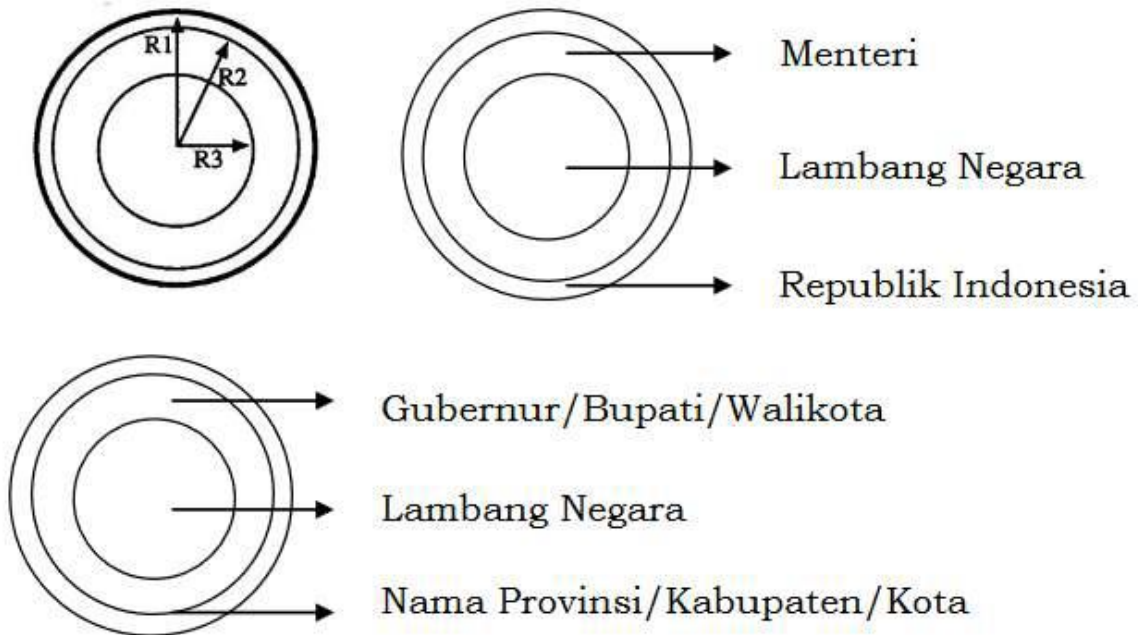 R1
R2
R3
Menteri
Lambang Negara
Republik Indonesia
Gubernur/Bupati/Walikota
Lambang Negara
Nama Provinsi/Kabupaten/Kota